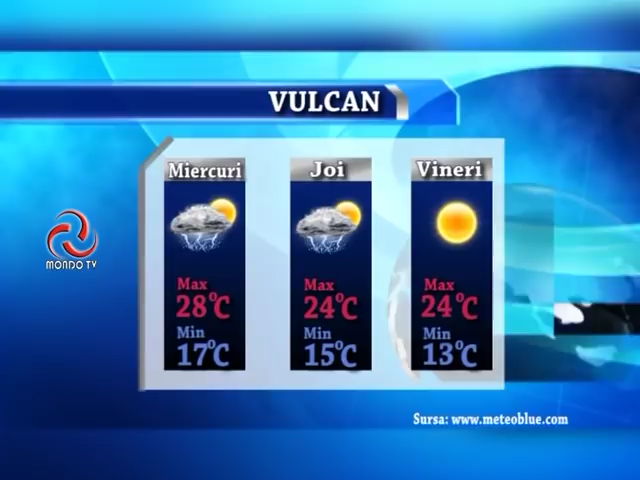 VULCAN
Miercuri
Joi
Vineri
Max
28°C
Min
17°C
Max
24°C
Min
15°C
Max
24°C
Min
13°C
MONDO TV
Sursa: www.meteoblue.com